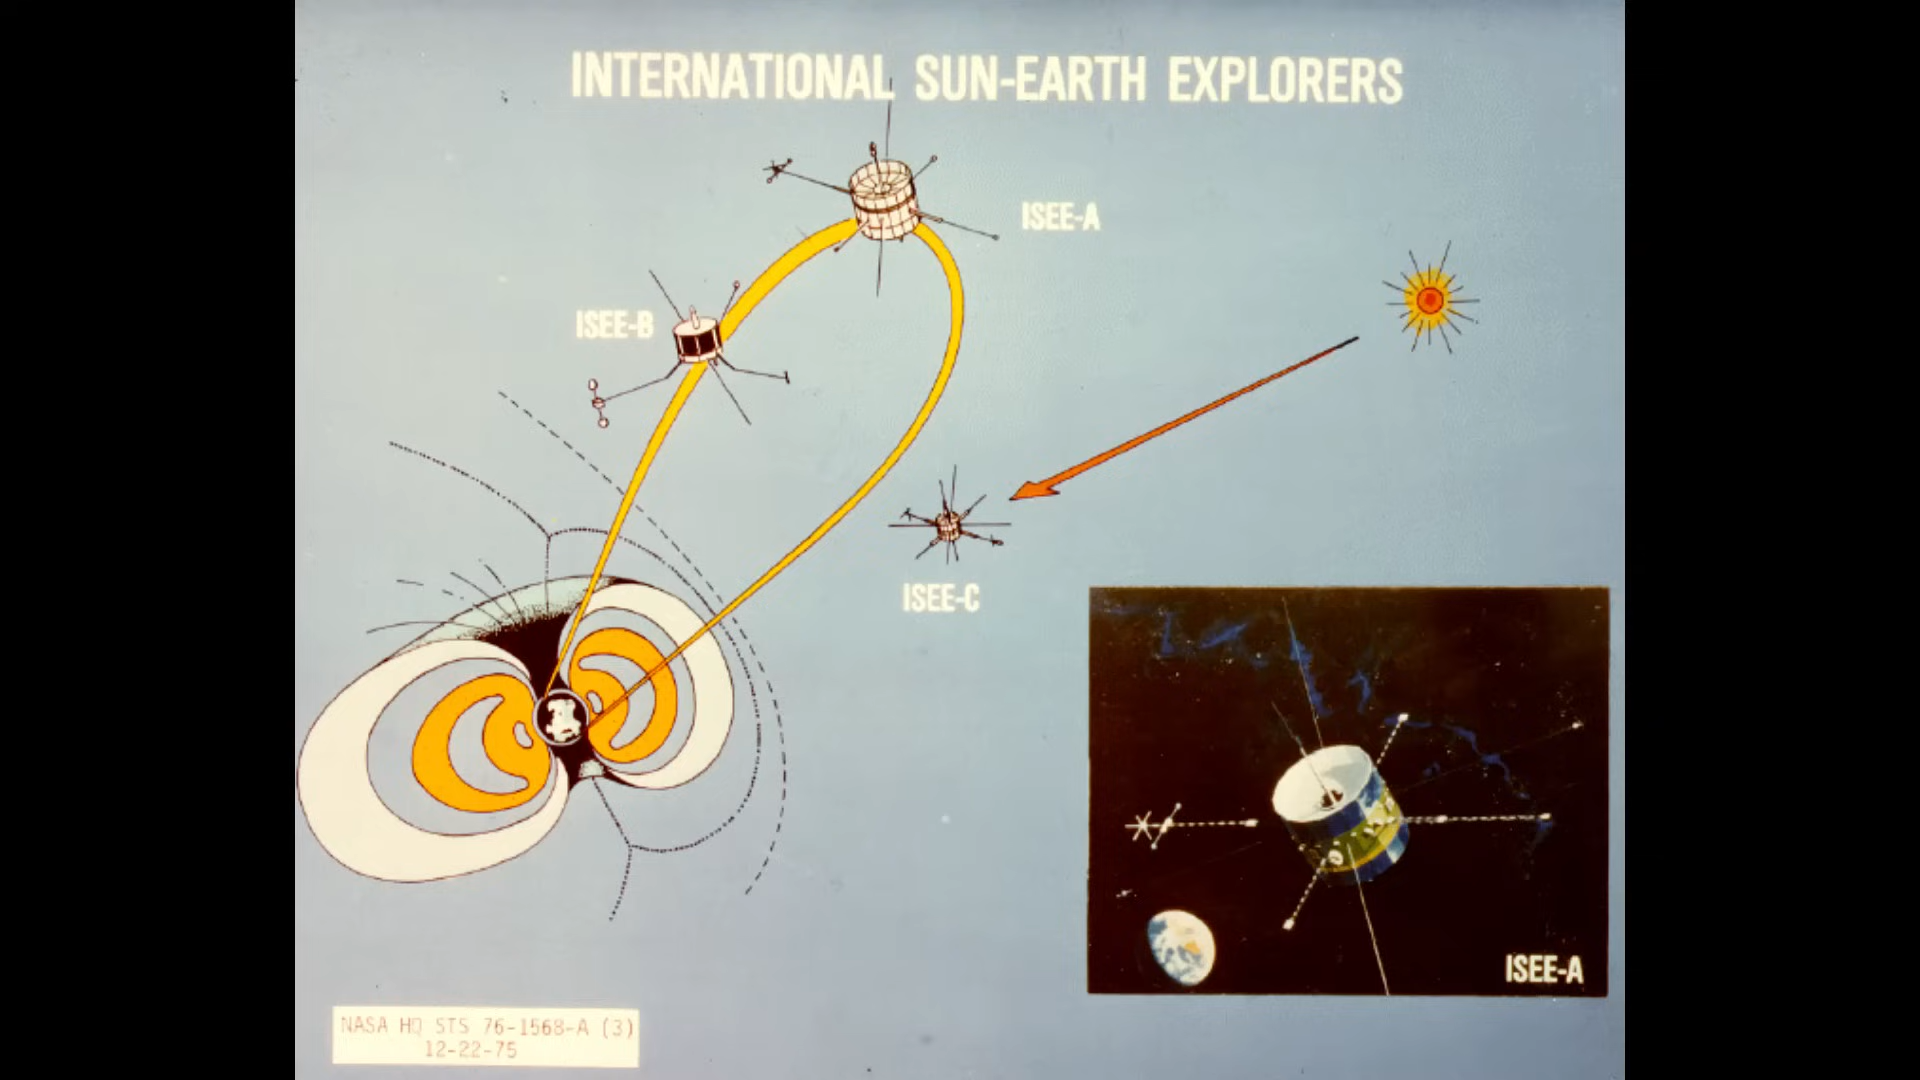 INTERNATIONAL SUN-EARTH EXPLORERS
ISEE-A
ISEE-B
ISEE-C
ISEE-A
NASA HQ STS 76-1568-A (3)
12-22-75